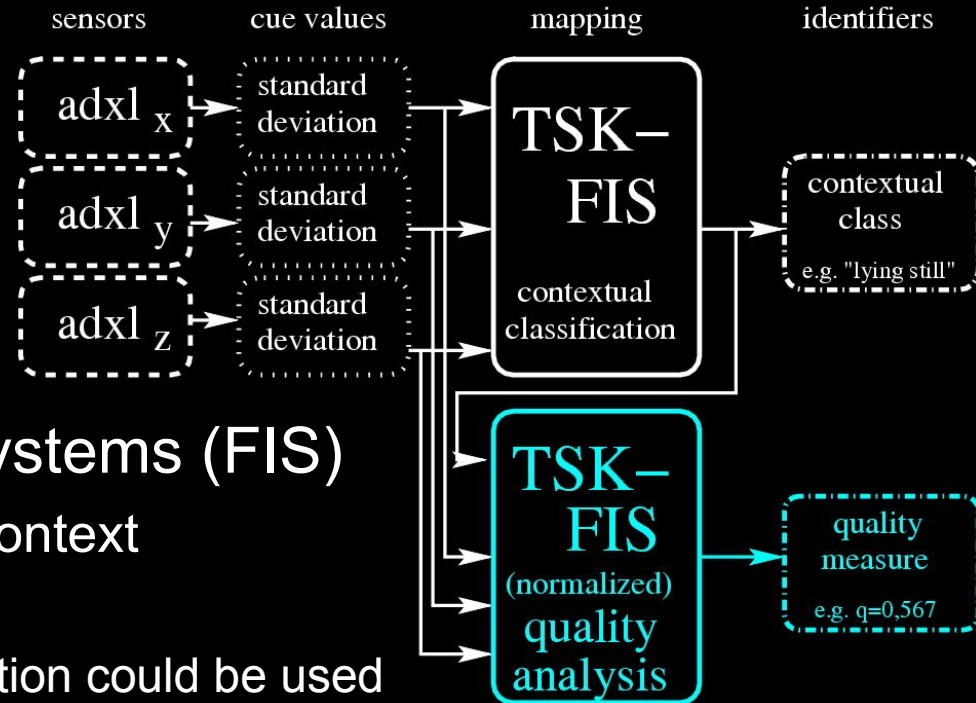 sensors cue values mapping identifiers
adxl x
standard
deviation
adxl y
standard
deviation
adxl z
standard
deviation
TSK–
FIS
contextual
classification
contextual
class
e.g. "lying still"
TSK–
FIS
(normalized)
quality
analysis
quality
measure
e.g. q=0,567
ystems (FIS)
ontext
tion could be used